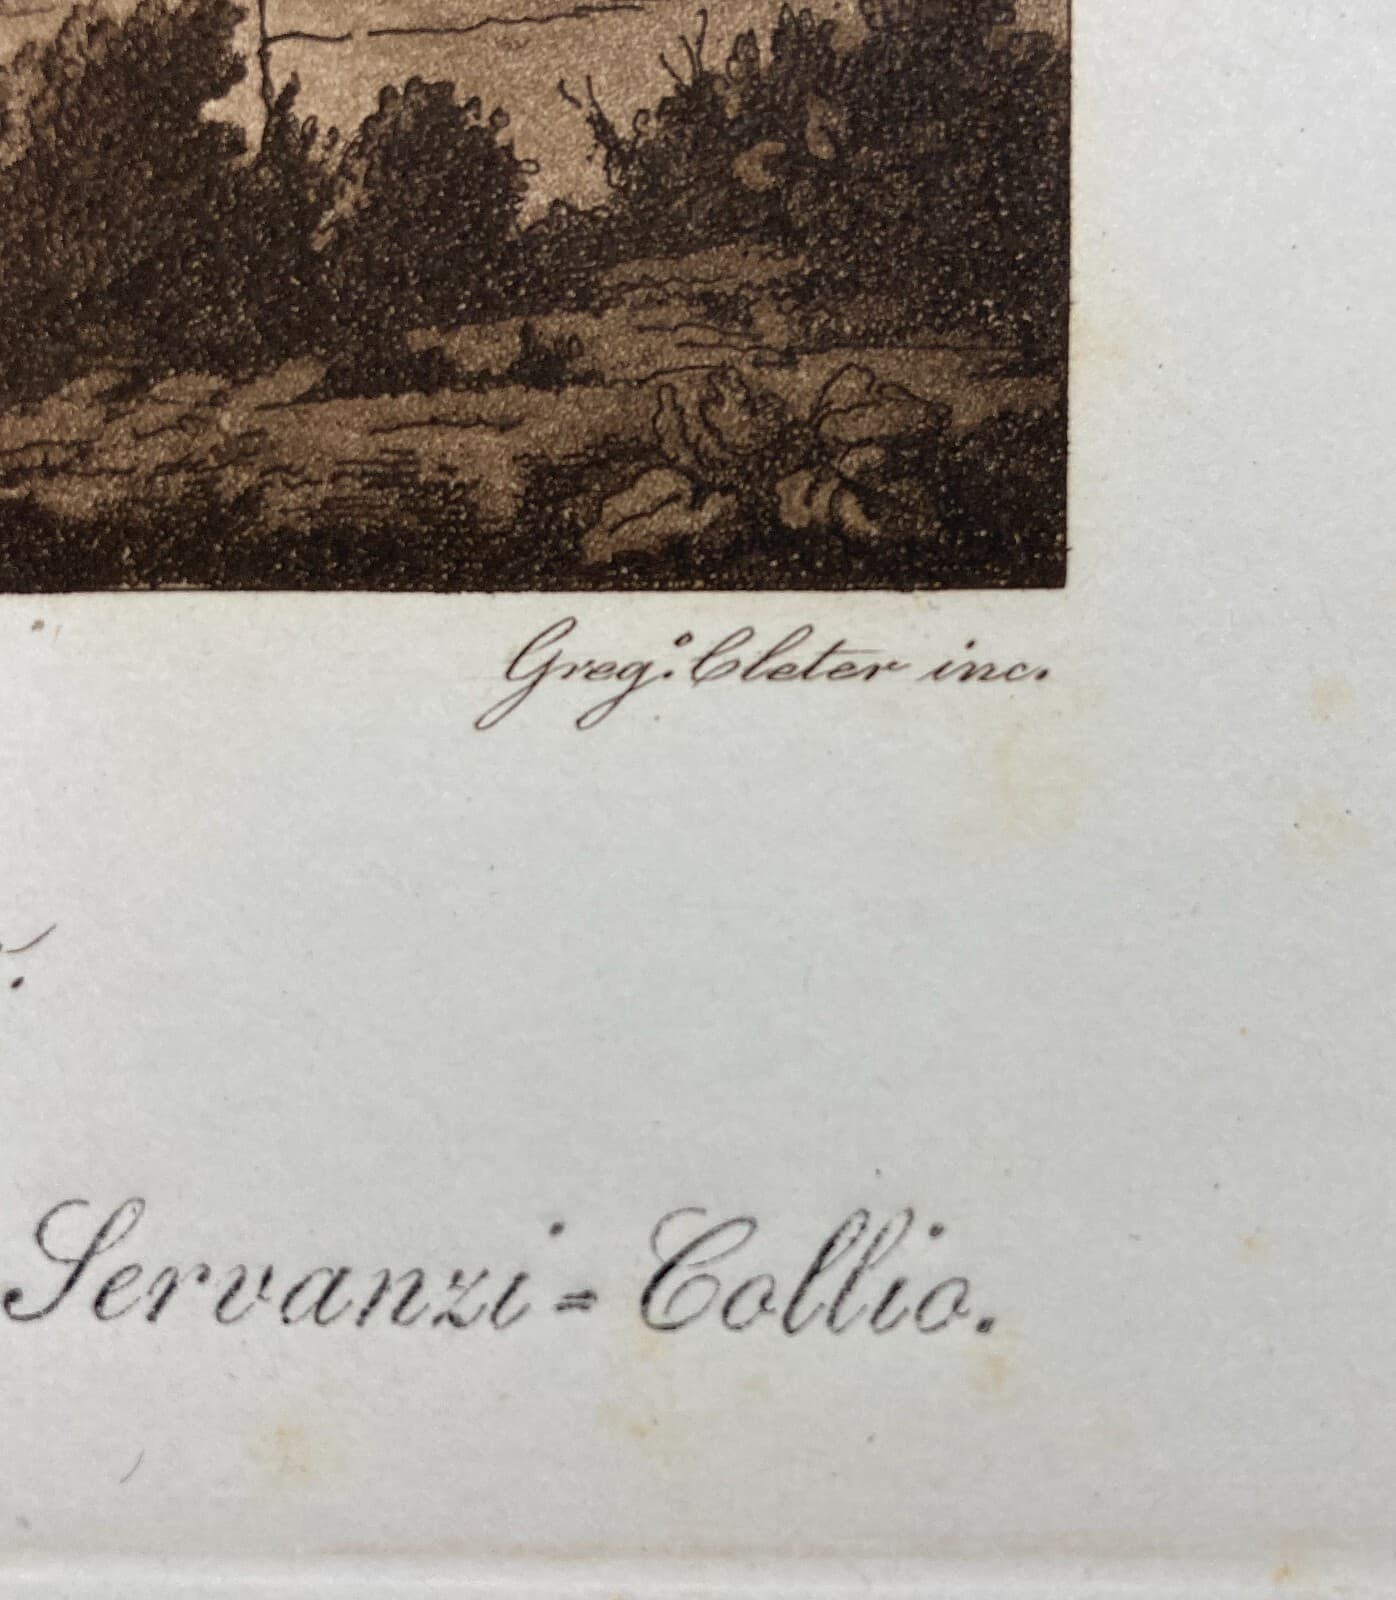 Greg.º Cleter inc.
Servanzi=Collio.